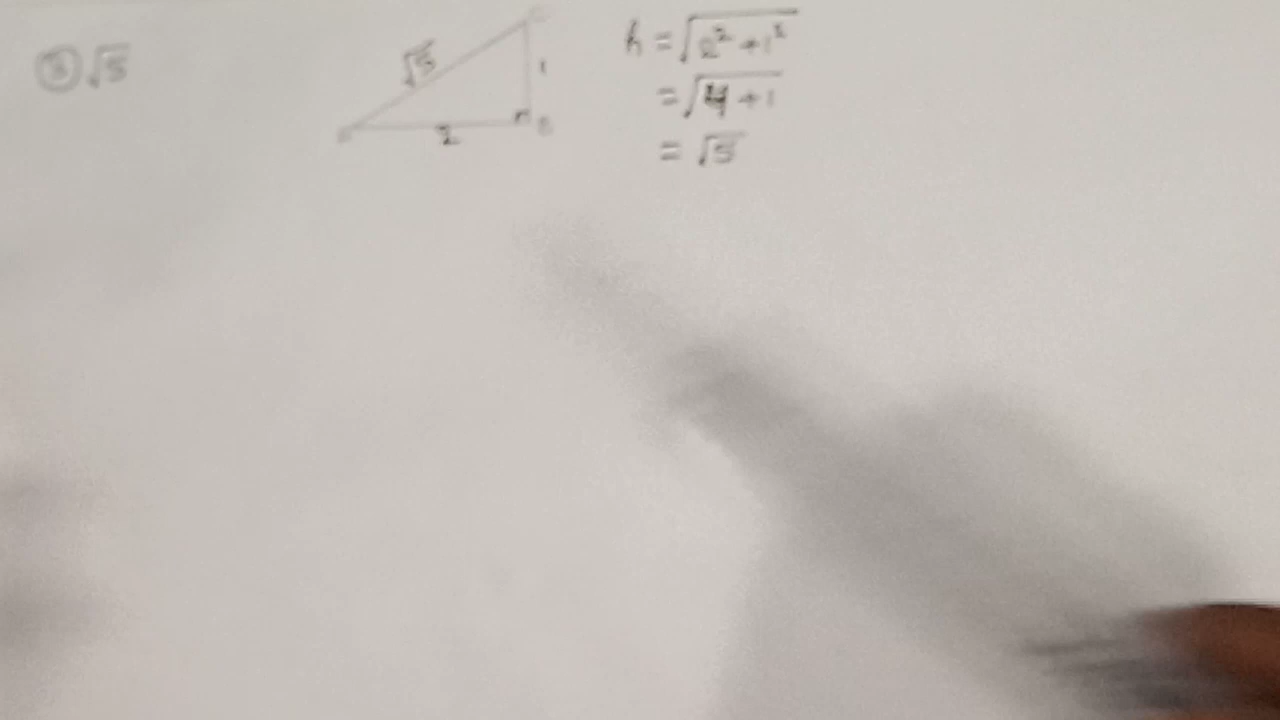 ③ √5
√5
1
2
h = √2² + 1²
= √4 + 1
= √5